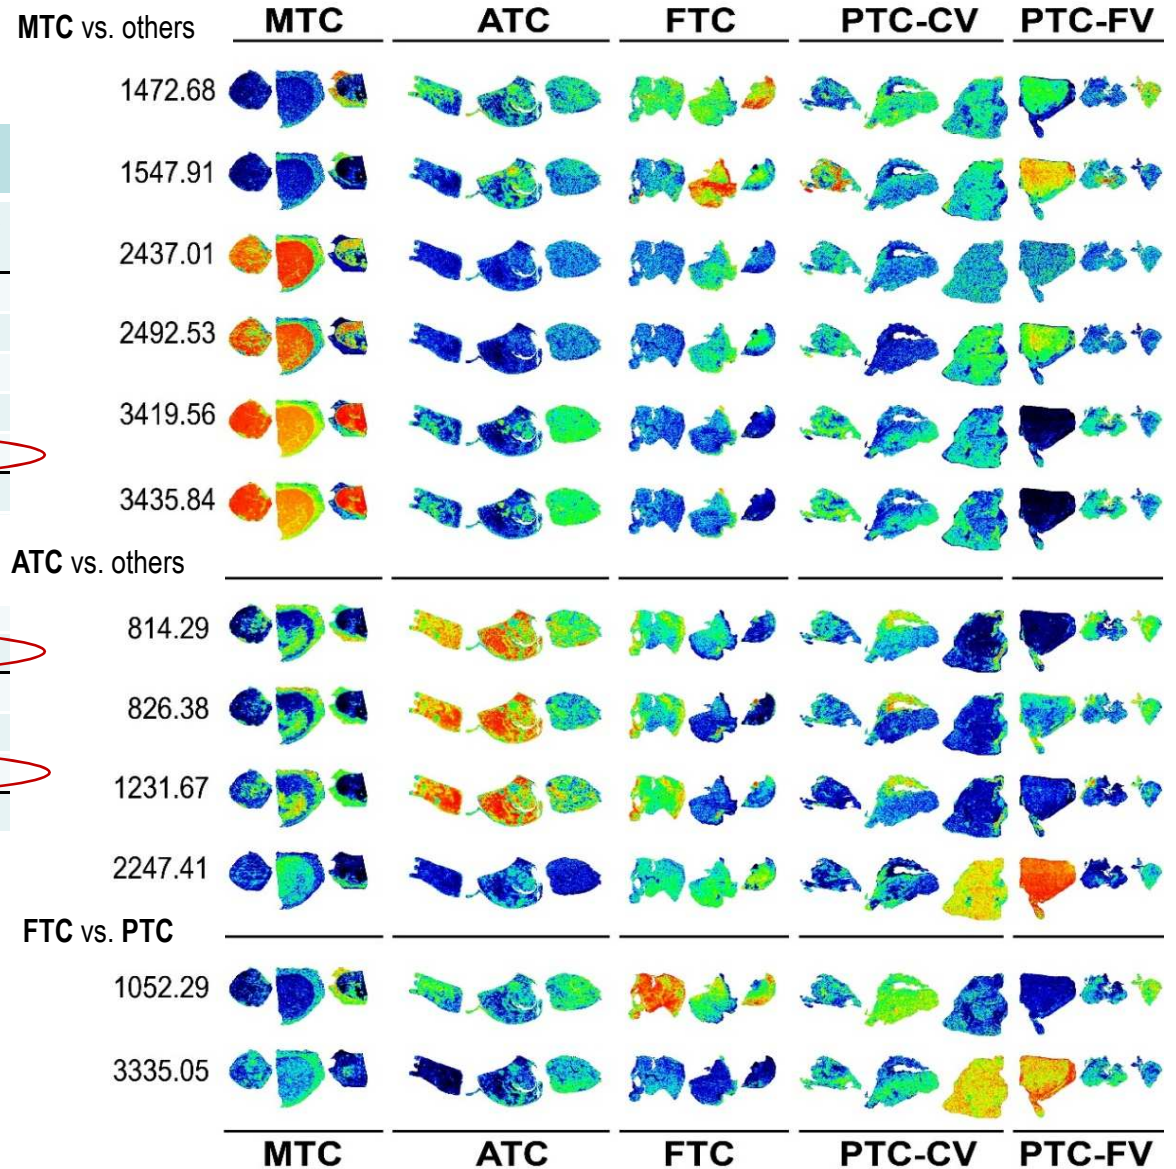 MTC vs. others
MTC ATC FTC PTC-CV PTC-FV
1472.68
1547.91
2437.01
2492.53
3419.56
3435.84
ATC vs. others
814.29
826.38
1231.67
2247.41
FTC vs. PTC
1052.29
3335.05
MTC ATC FTC PTC-CV PTC-FV